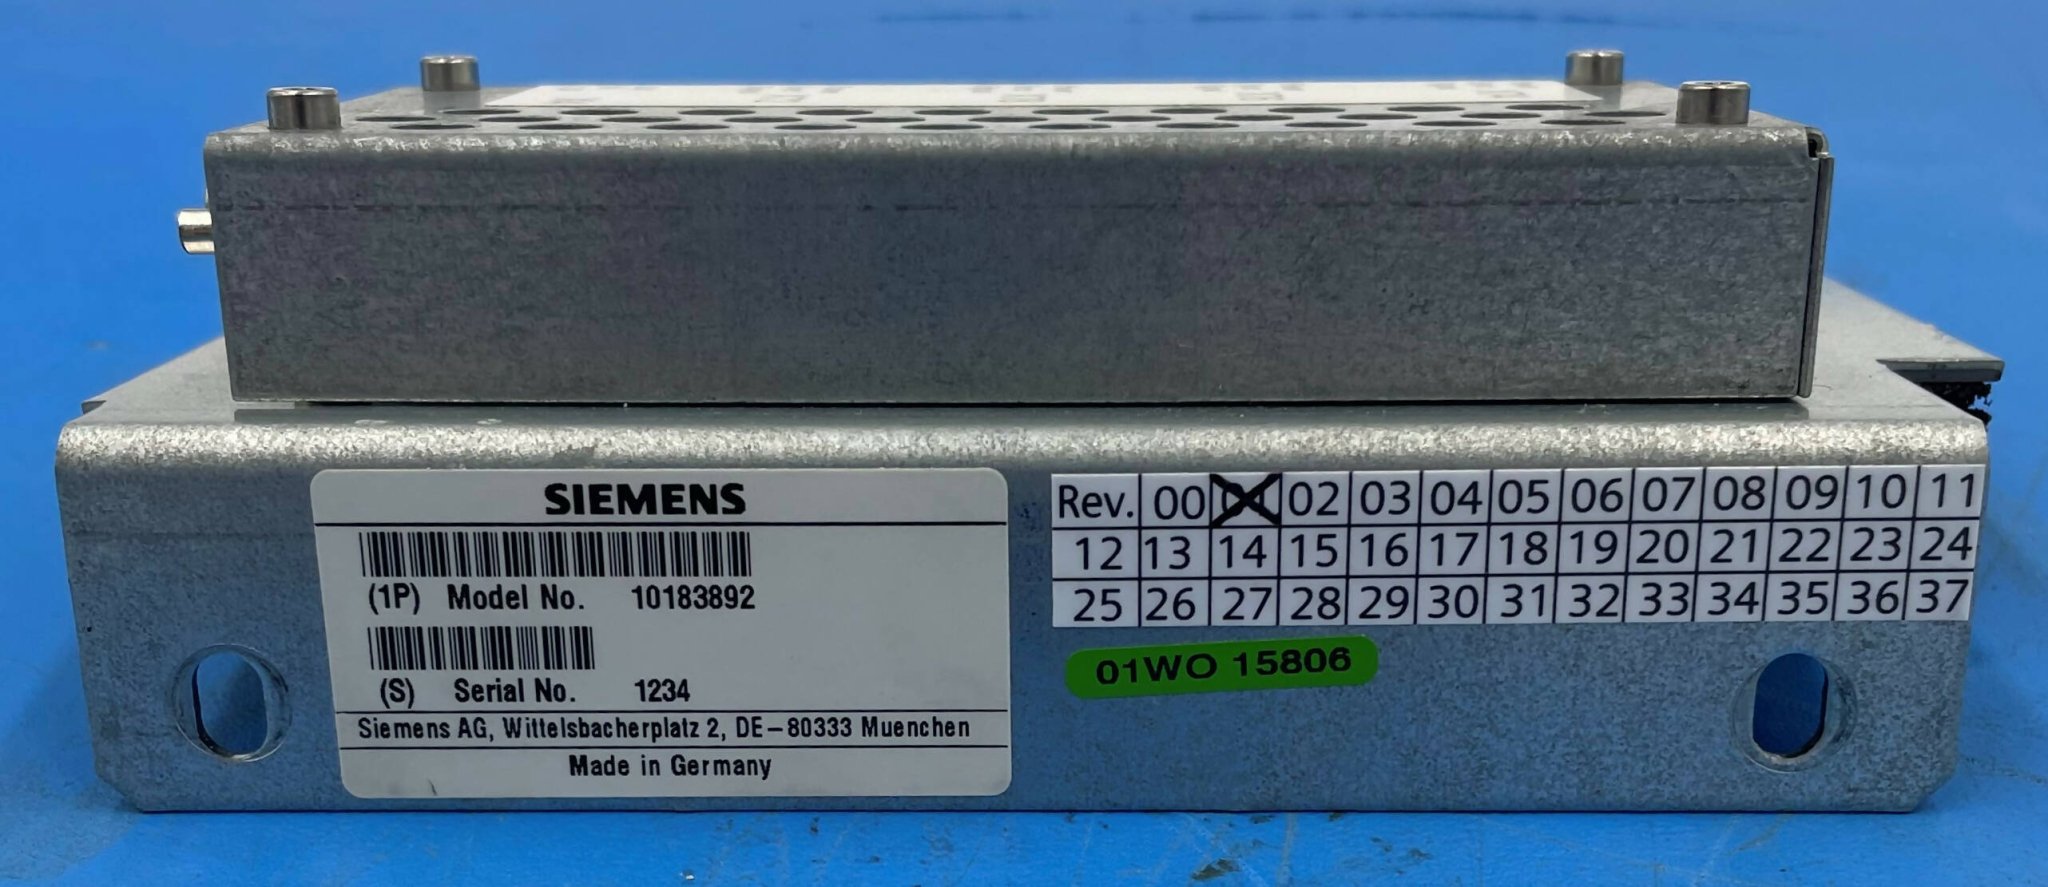 SIEMENS
(1P) Model No. 10183892
(S) Serial No. 1234
Siemens AG, Wittelsbacherplatz 2, DE-80333 Muenchen
Made in Germany
Rev. 00 01 02 03 04 05 06 07 08 09 10 11
12 13 14 15 16 17 18 19 20 21 22 23 24
25 26 27 28 29 30 31 32 33 34 35 36 37
01WO 15806